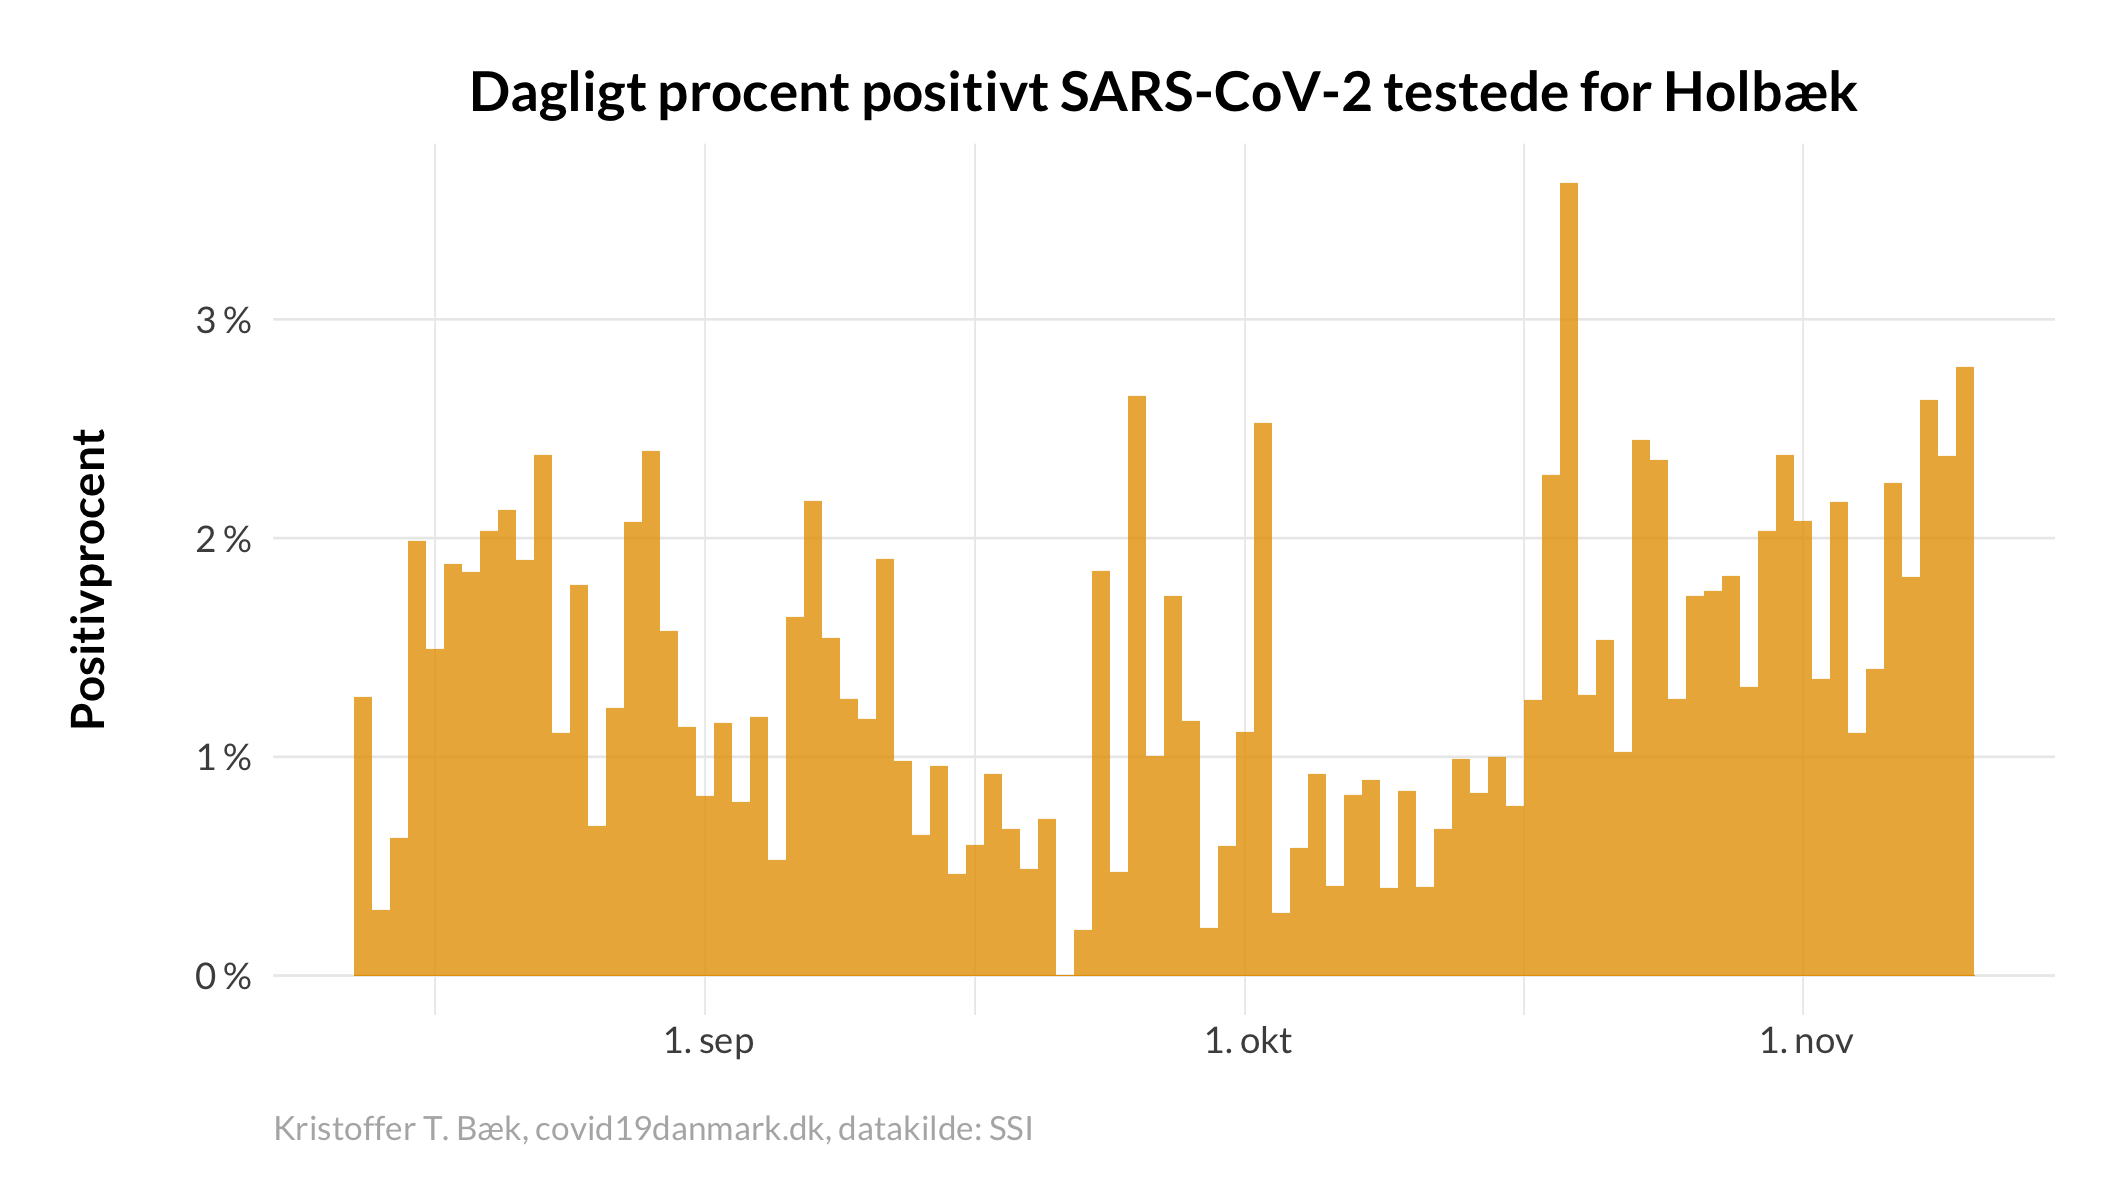 Dagligt procent positivt SARS-CoV-2 testede for Holbæk
Positivprocent
3 %
2 %
1 %
0 %
1. sep
1. okt
1. nov
Kristoffer T. Bæk, covid19danmark.dk, datakilde: SSI